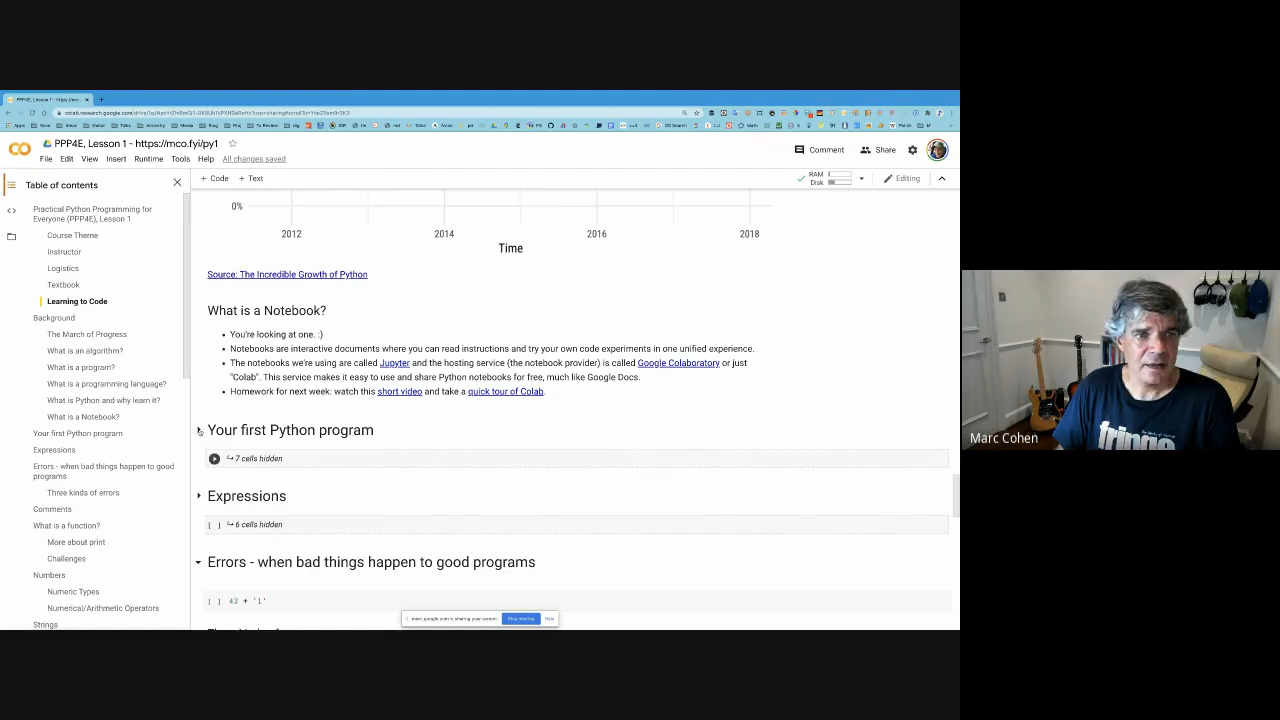 PPP4E, Lesson 1 - https://mco.fyi/py1
File Edit View Insert Runtime Tools Help All changes saved
Comment Share
Table of contents
+ Code + Text
RAM
Disk
Editing
Practical Python Programming for
Everyone (PPP4E), Lesson 1
Course Theme
Instructor
Logistics
Textbook
Learning to Code
Background
The March of Progress
What is an algorithm?
What is a program?
What is a programming language?
What is Python and why learn it?
What is a Notebook?
Your first Python program
Expressions
Errors - when bad things happen to good
programs
Three kinds of errors
Comments
What is a function?
More about print
Challenges
Numbers
Numeric Types
Numerical/Arithmetic Operators
Strings
0%
2012 2014 2016 2018
Time
Source: The Incredible Growth of Python
What is a Notebook?
You're looking at one. :)
Notebooks are interactive documents where you can read instructions and try your own code experiments in one unified experience.
The notebooks we're using are called Jupyter and the hosting service (the notebook provider) is called Google Colaboratory or just
"Colab". This service makes it easy to use and share Python notebooks for free, much like Google Docs.
Homework for next week: watch this short video and take a quick tour of Colab.
Your first Python program
7 cells hidden
Expressions
[ ] 6 cells hidden
Errors - when bad things happen to good programs
[ ] 42 + '1'
meet.google.com is sharing your screen. Stop sharing Hide
Marc Cohen
fringe